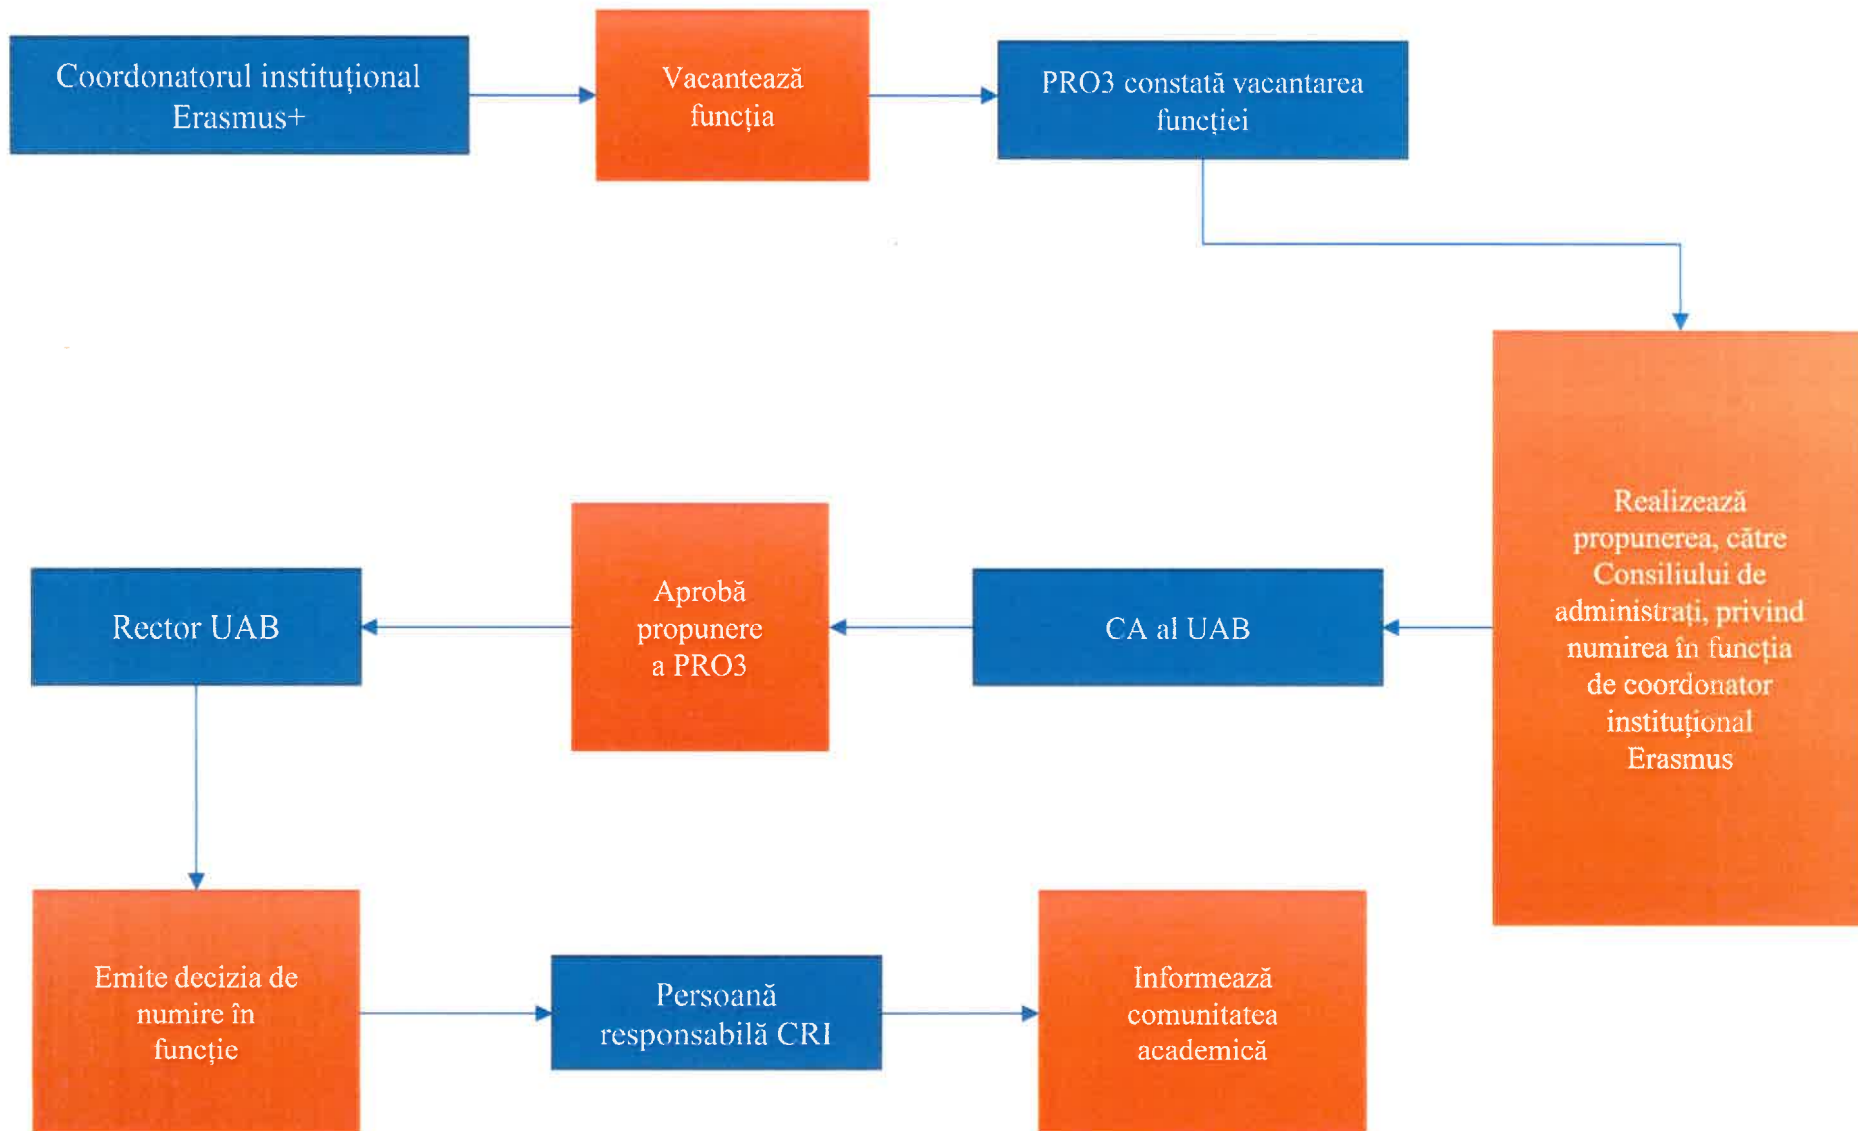 Coordonatorul instituțional
Erasmus+
Vacantează
funcția
PRO3 constată vacantarea
funcției
Realizează
propunerea, către
Consiliului de
administrați, privind
numirea în funcția
de coordonator
instituțional
Erasmus
CA al UAB
Aprobă
propunere
a PRO3
Rector UAB
Emite decizia de
numire în
funcție
Persoană
responsabilă CRI
Informează
comunitatea
academică